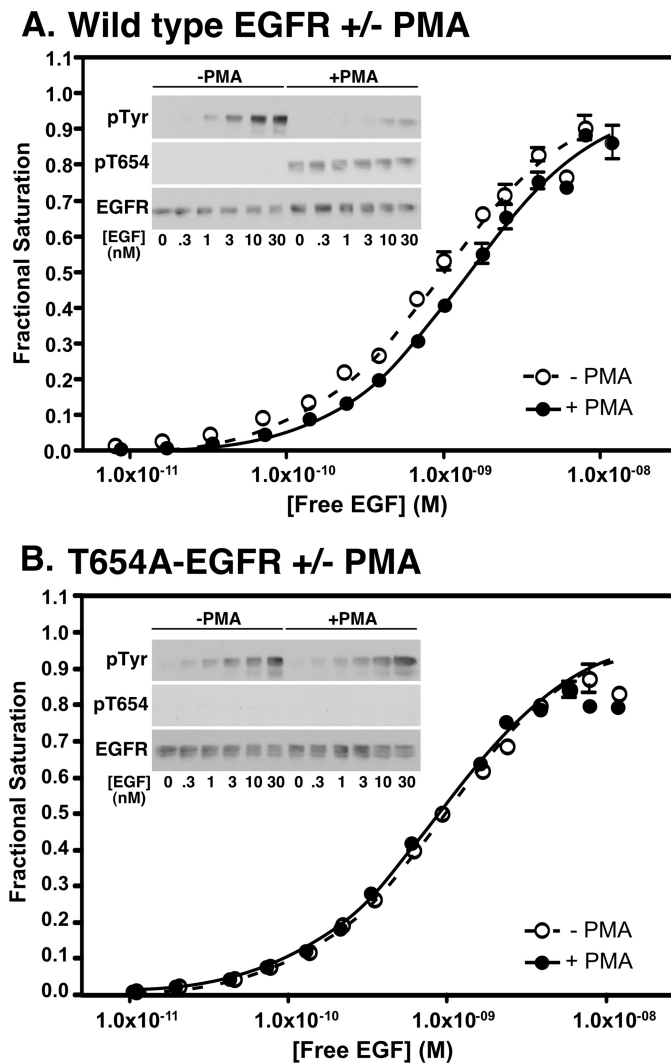 A. Wild type EGFR +/- PMA
1.1
1.0
0.9
0.8
0.7
0.6
0.5
0.4
0.3
0.2
0.1
0.0
Fractional Saturation
-PMA +PMA
pTyr
pT654
EGFR
[EGF] (nM) 0 .3 1 3 10 30 0 .3 1 3 10 30
- PMA
+ PMA
1.0x10-11 1.0x10-10 1.0x10-09 1.0x10-08
[Free EGF] (M)
B. T654A-EGFR +/- PMA
1.1
1.0
0.9
0.8
0.7
0.6
0.5
0.4
0.3
0.2
0.1
0.0
Fractional Saturation
-PMA +PMA
pTyr
pT654
EGFR
[EGF] (nM) 0 .3 1 3 10 30 0 .3 1 3 10 30
- PMA
+ PMA
1.0x10-11 1.0x10-10 1.0x10-09 1.0x10-08
[Free EGF] (M)